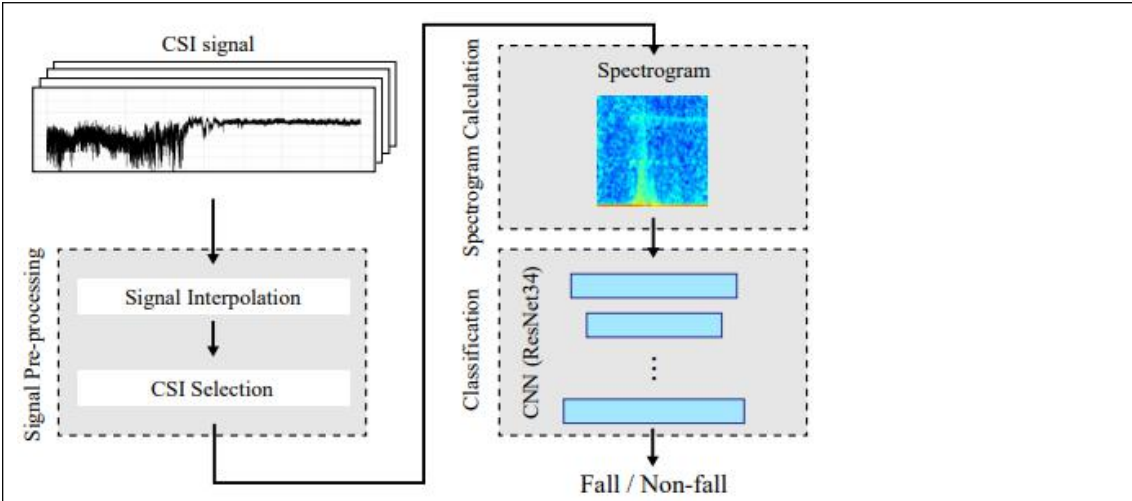 CSI signal
Signal Pre-processing
Signal Interpolation
CSI Selection
Spectrogram Calculation
Spectrogram
Classification
CNN (ResNet34)
Fall / Non-fall